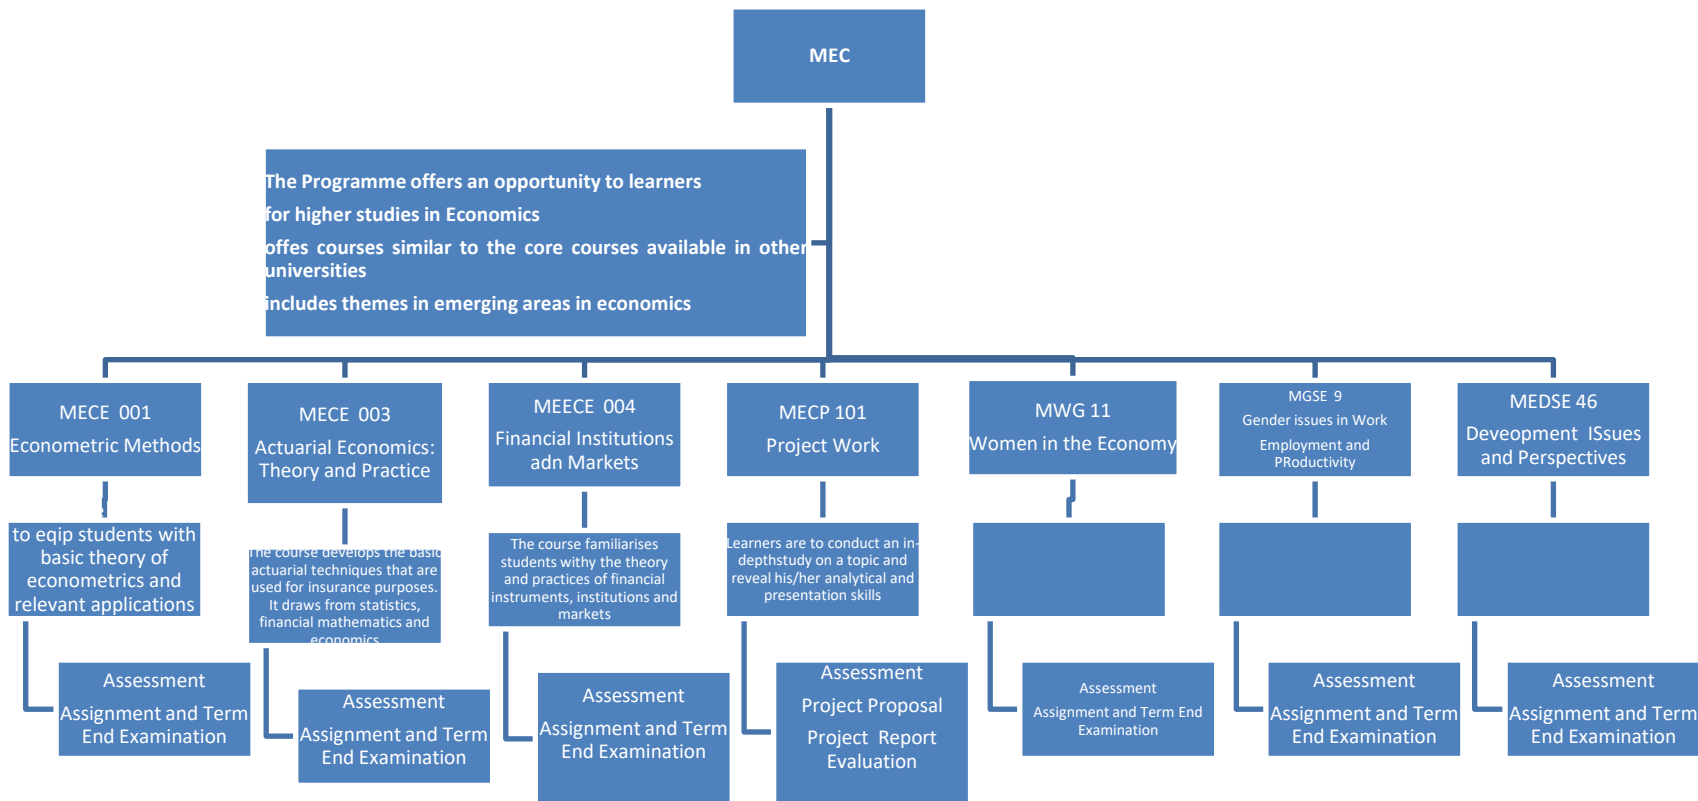 MEC
The Programme offers an opportunity to learners
for higher studies in Economics
offes courses similar to the core courses available in other
universities
includes themes in emerging areas in economics
MECE 001
Econometric Methods
MECE 003
Actuarial Economics:
Theory and Practice
MEECE 004
Financial Institutions
adn Markets
MECP 101
Project Work
MWG 11
Women in the Economy
MGSE 9
Gender issues in Work
Employment and
PRoductivity
MEDSE 46
Deveopment ISsues
and Perspectives
to eqip students with
basic theory of
econometrics and
relevant applications
The course develops the basic
actuarial techniques that are
used for insurance purposes.
It draws from statistics,
financial mathematics and
economics
The course familiarises
students withy the theory
and practices of financial
instruments, institutions and
markets
Learners are to conduct an in-
depthstudy on a topic and
reveal his/her analytical and
presentation skills
Assessment
Assignment and Term
End Examination
Assessment
Assignment and Term
End Examination
Assessment
Assignment and Term
End Examination
Assessment
Project Proposal
Project Report
Evaluation
Assessment
Assignment and Term End
Examination
Assessment
Assignment and Term
End Examination
Assessment
Assignment and Term
End Examination